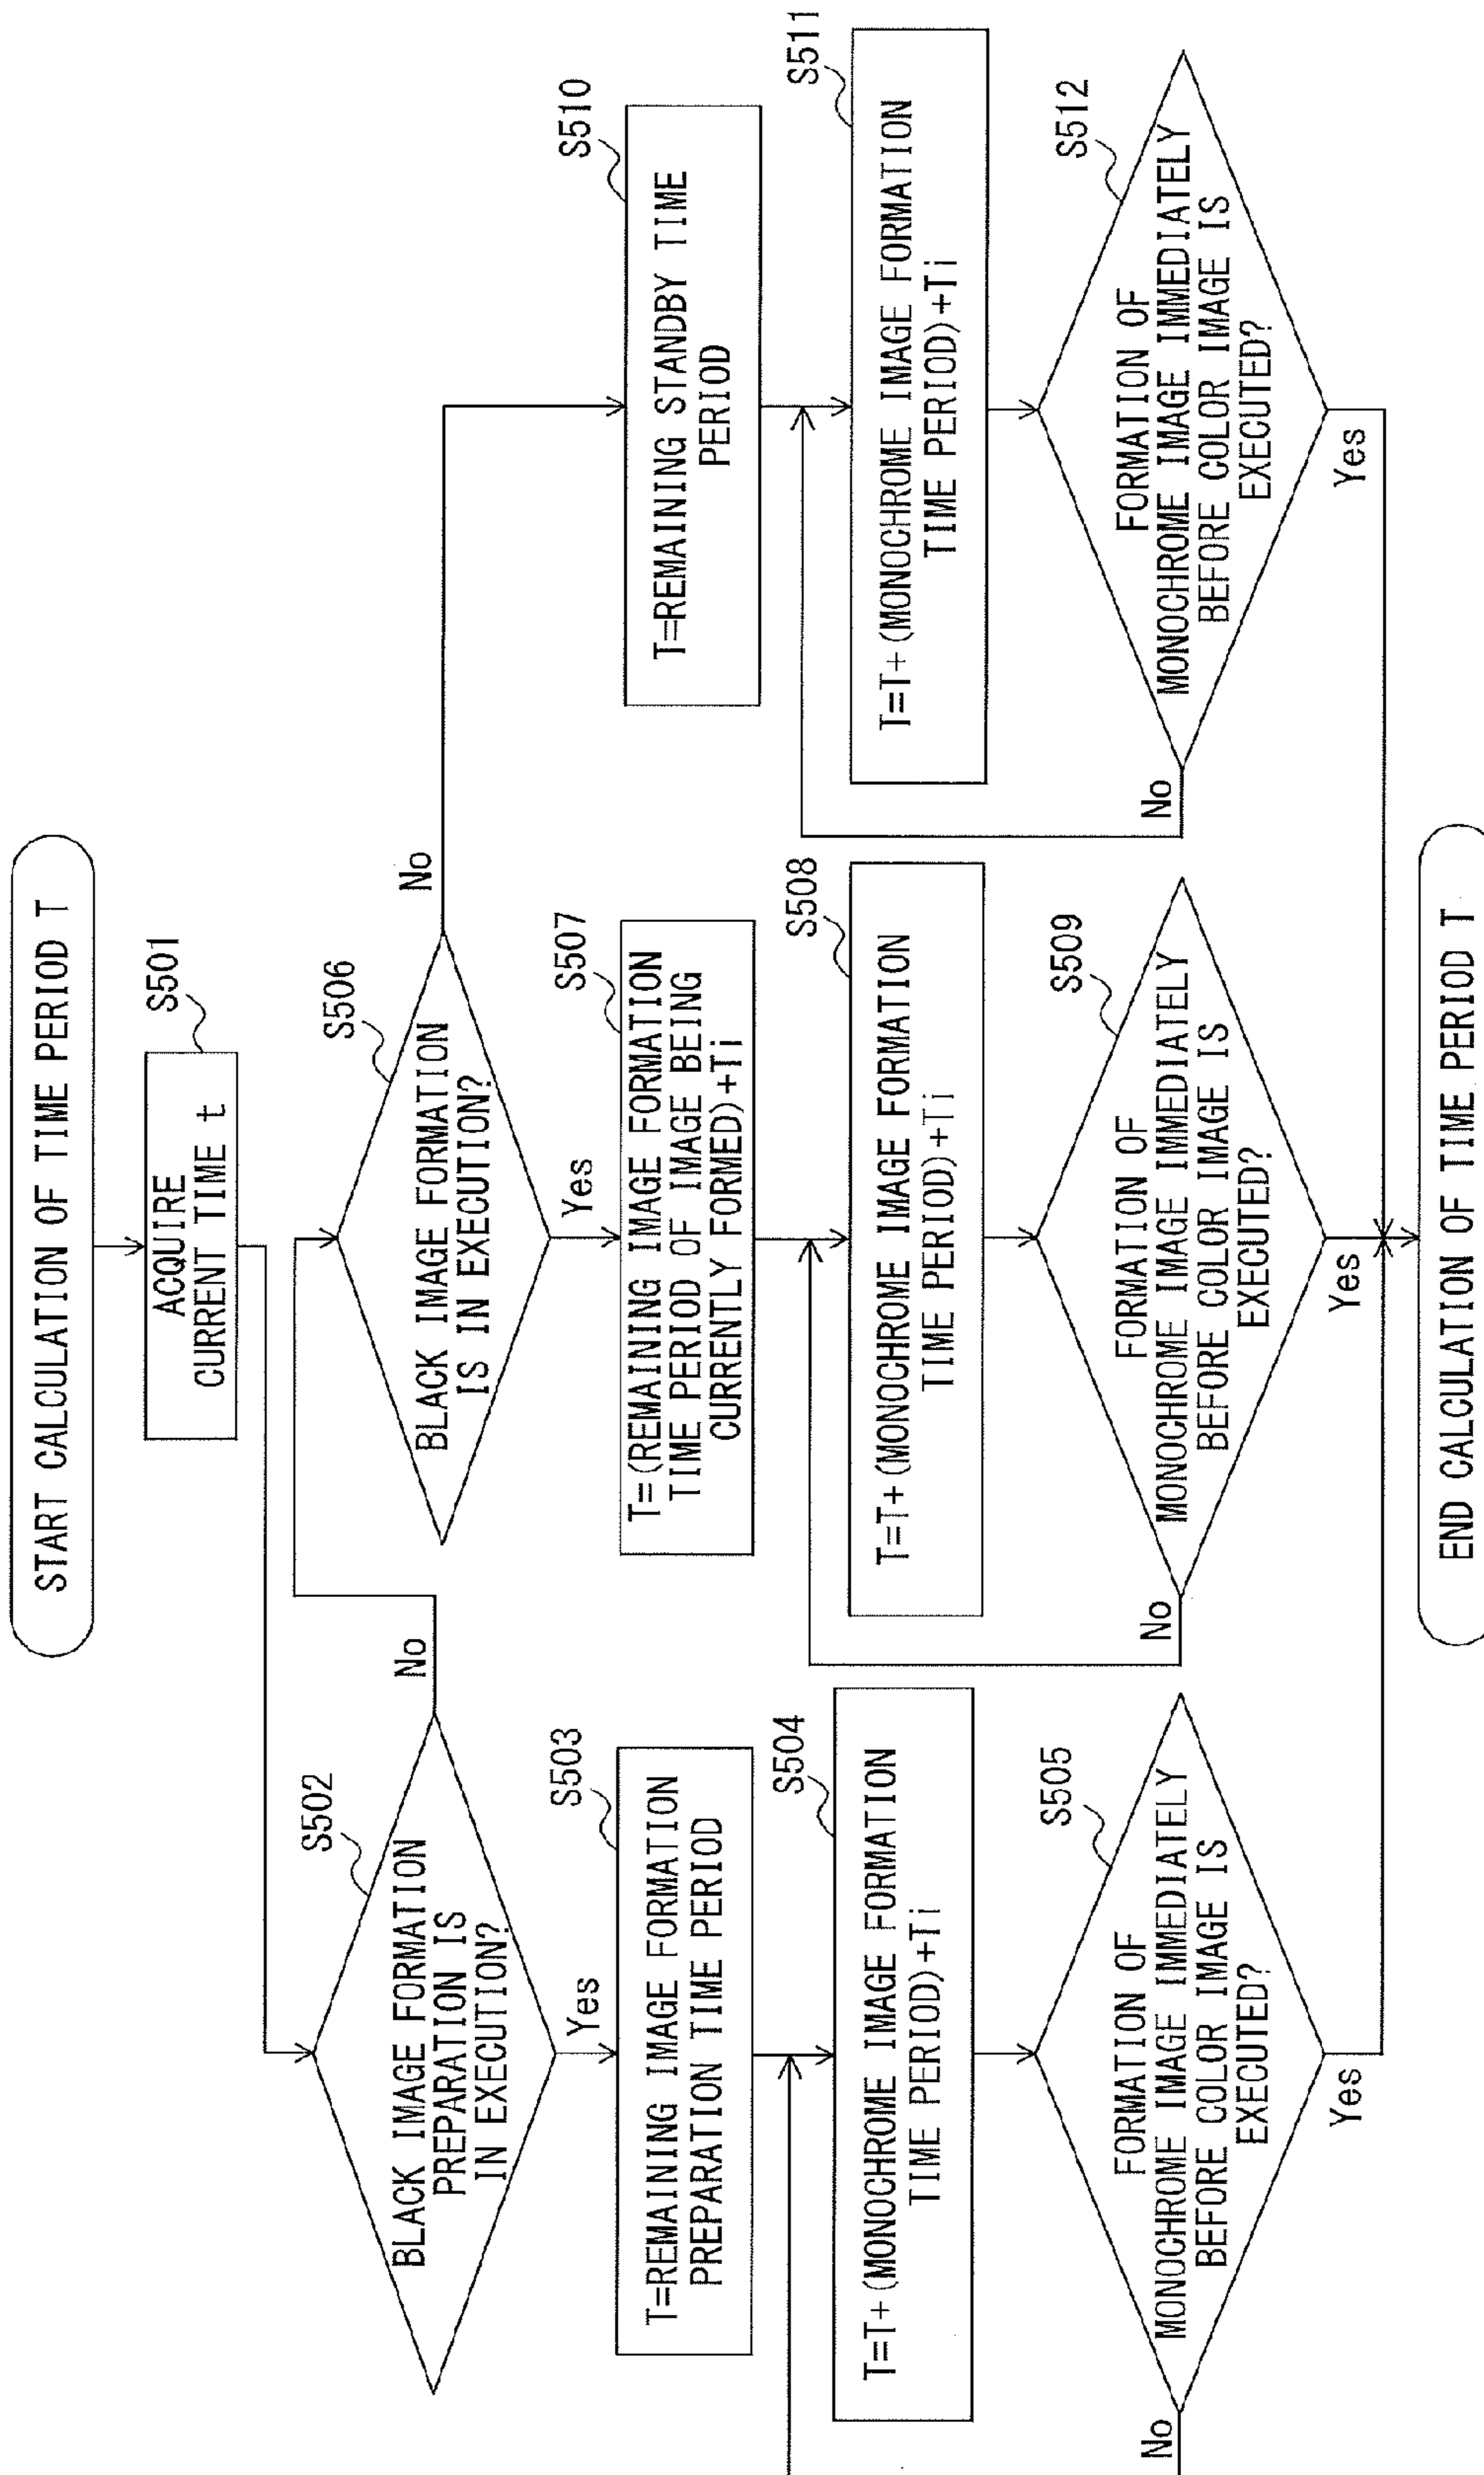 START CALCULATION OF TIME PERIOD T
S501
ACQUIRE
CURRENT TIME t
S502
BLACK IMAGE FORMATION
PREPARATION IS
IN EXECUTION?
No
Yes
S503
T=REMAINING IMAGE FORMATION
PREPARATION TIME PERIOD
S504
T=T+(MONOCHROME IMAGE FORMATION
TIME PERIOD)+Ti
S505
FORMATION OF
MONOCHROME IMAGE IMMEDIATELY
BEFORE COLOR IMAGE IS
EXECUTED?
No
Yes
S506
BLACK IMAGE FORMATION
IS IN EXECUTION?
No
Yes
S507
T=(REMAINING IMAGE FORMATION
TIME PERIOD OF IMAGE BEING
CURRENTLY FORMED)+Ti
S508
T=T+(MONOCHROME IMAGE FORMATION
TIME PERIOD)+Ti
S509
FORMATION OF
MONOCHROME IMAGE IMMEDIATELY
BEFORE COLOR IMAGE IS
EXECUTED?
No
Yes
S510
T=REMAINING STANDBY TIME
PERIOD
S511
T=T+(MONOCHROME IMAGE FORMATION
TIME PERIOD)+Ti
S512
FORMATION OF
MONOCHROME IMAGE IMMEDIATELY
BEFORE COLOR IMAGE IS
EXECUTED?
No
Yes
END CALCULATION OF TIME PERIOD T